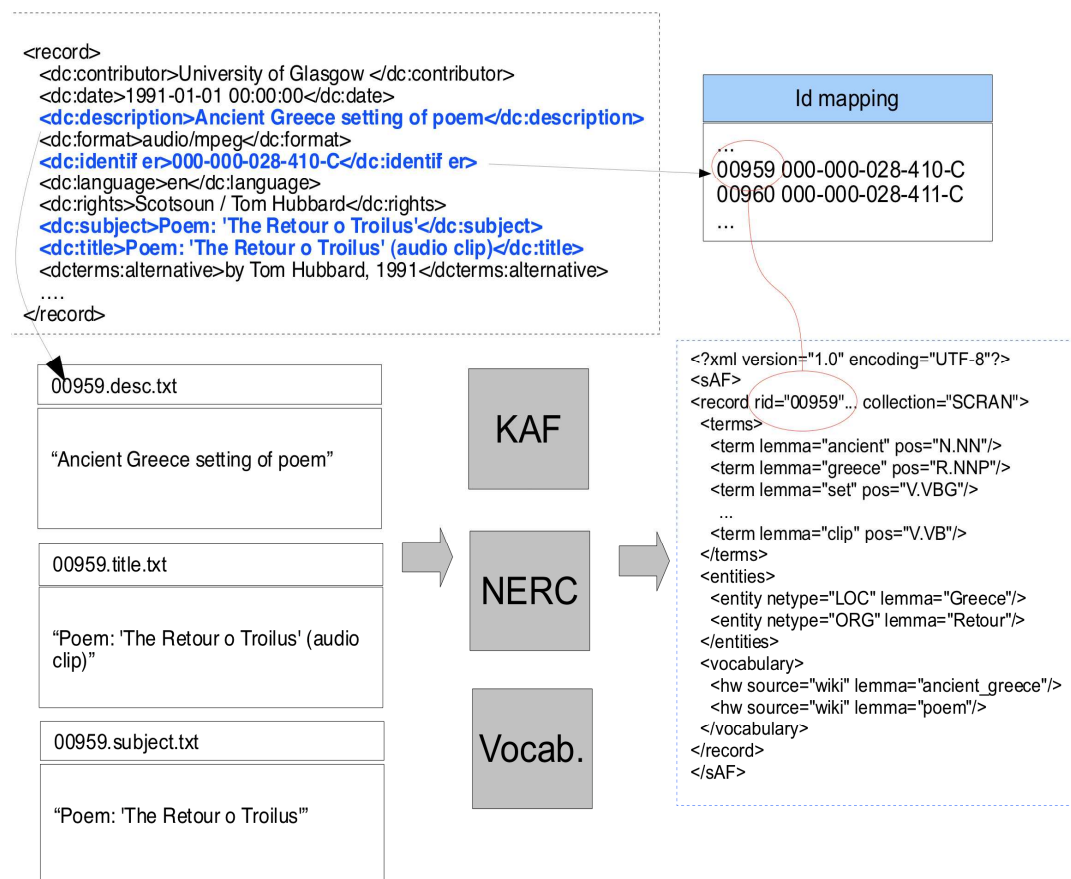 <record>
<dc:contributor>University of Glasgow </dc:contributor>
<dc:date>1991-01-01 00:00:00</dc:date>
<dc:description>Ancient Greece setting of poem</dc:description>
<dc:format>audio/mpeg</dc:format>
<dc:identif er>000-000-028-410-C</dc:identif er>
<dc:language>en</dc:language>
<dc:rights>Scotsoun / Tom Hubbard</dc:rights>
<dc:subject>Poem: 'The Retour o Troilus'</dc:subject>
<dc:title>Poem: 'The Retour o Troilus' (audio clip)</dc:title>
<dcterms:alternative>by Tom Hubbard, 1991</dcterms:alternative>
....
</record>
Id mapping
...
00959 000-000-028-410-C
00960 000-000-028-411-C
...
00959.desc.txt
“Ancient Greece setting of poem”
00959.title.txt
“Poem: 'The Retour o Troilus' (audio
clip)”
00959.subject.txt
“Poem: 'The Retour o Troilus'”
KAF
NERC
Vocab.
<?xml version="1.0" encoding="UTF-8"?>
<sAF>
<record rid="00959"... collection="SCRAN">
<terms>
<term lemma="ancient" pos="N.NN"/>
<term lemma="greece" pos="R.NNP"/>
<term lemma="set" pos="V.VBG"/>
...
<term lemma="clip" pos="V.VB"/>
</terms>
<entities>
<entity netype="LOC" lemma="Greece"/>
<entity netype="ORG" lemma="Retour"/>
</entities>
<vocabulary>
<hw source="wiki" lemma="ancient_greece"/>
<hw source="wiki" lemma="poem"/>
</vocabulary>
</record>
</sAF>